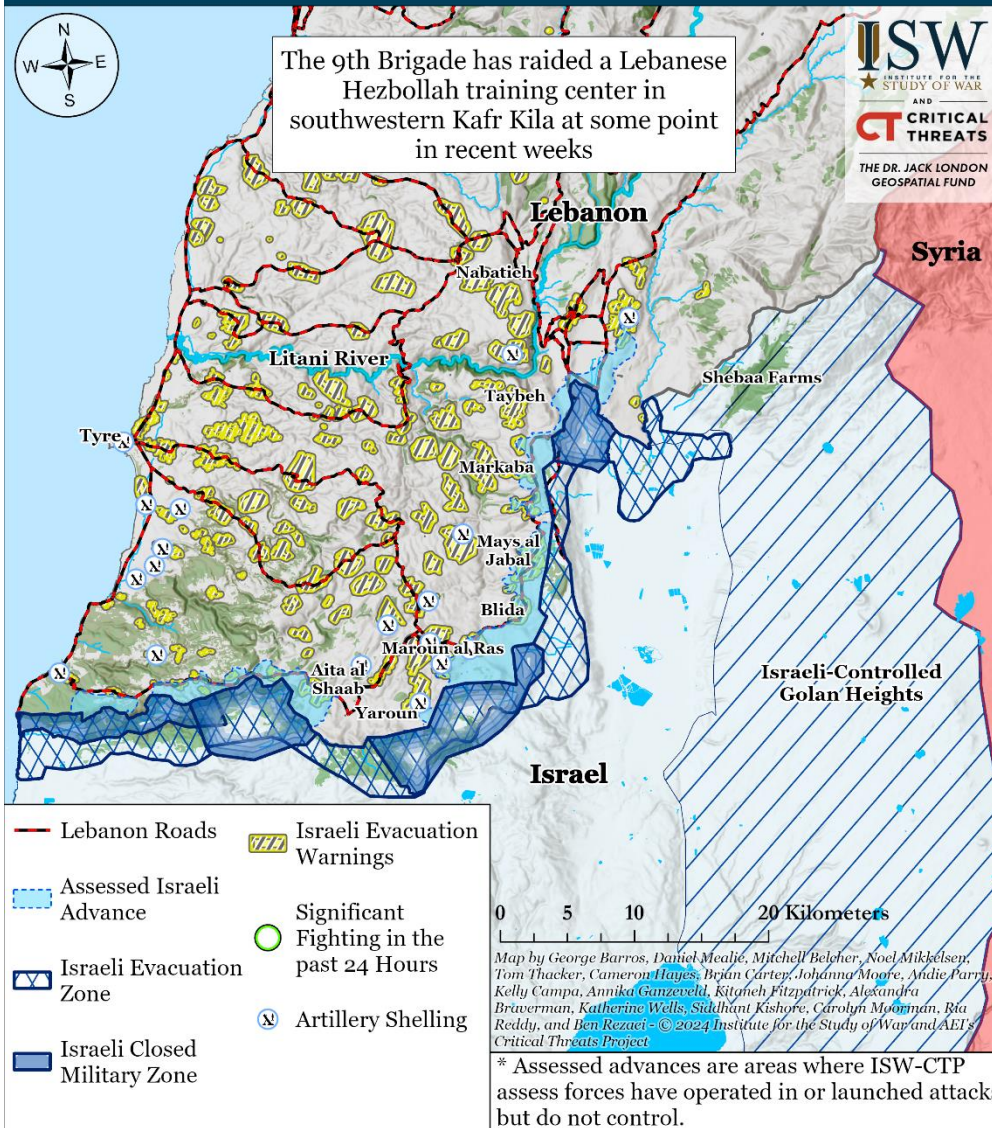 N
W E
S
The 9th Brigade has raided a Lebanese
Hezbollah training center in
southwestern Kafr Kila at some point
in recent weeks
ISW
INSTITUTE FOR THE
STUDY OF WAR
AND
CT CRITICAL
THREATS
THE DR. JACK LONDON
GEOSPATIAL FUND
Lebanon
Syria
Nabatieh
Litani River
Shebaa Farms
Taybeh
Tyre
Markaba
Mays al
Jabal
Blida
Maroun al Ras
Aita al
Shaab
Yaroun
Israeli-Controlled
Golan Heights
Israel
Lebanon Roads
Assessed Israeli
Advance
Israeli Evacuation
Zone
Israeli Closed
Military Zone
Israeli Evacuation
Warnings
Significant
Fighting in the
past 24 Hours
Artillery Shelling
0 5 10 20 Kilometers
Map by George Barros, Daniel Mealie, Mitchell Belcher, Noel Mikkelsen,
Tom Thacker, Cameron Hayes, Brian Carter, Johanna Moore, Andie Parry,
Kelly Campa, Annika Ganzeveld, Kitaneh Fitzpatrick, Alexandra
Braverman, Katherine Wells, Siddhant Kishore, Carolyn Moorman, Ria
Reddy, and Ben Rezaei - © 2024 Institute for the Study of War and AEI's
Critical Threats Project
* Assessed advances are areas where ISW-CTP
assess forces have operated in or launched attacks
but do not control.